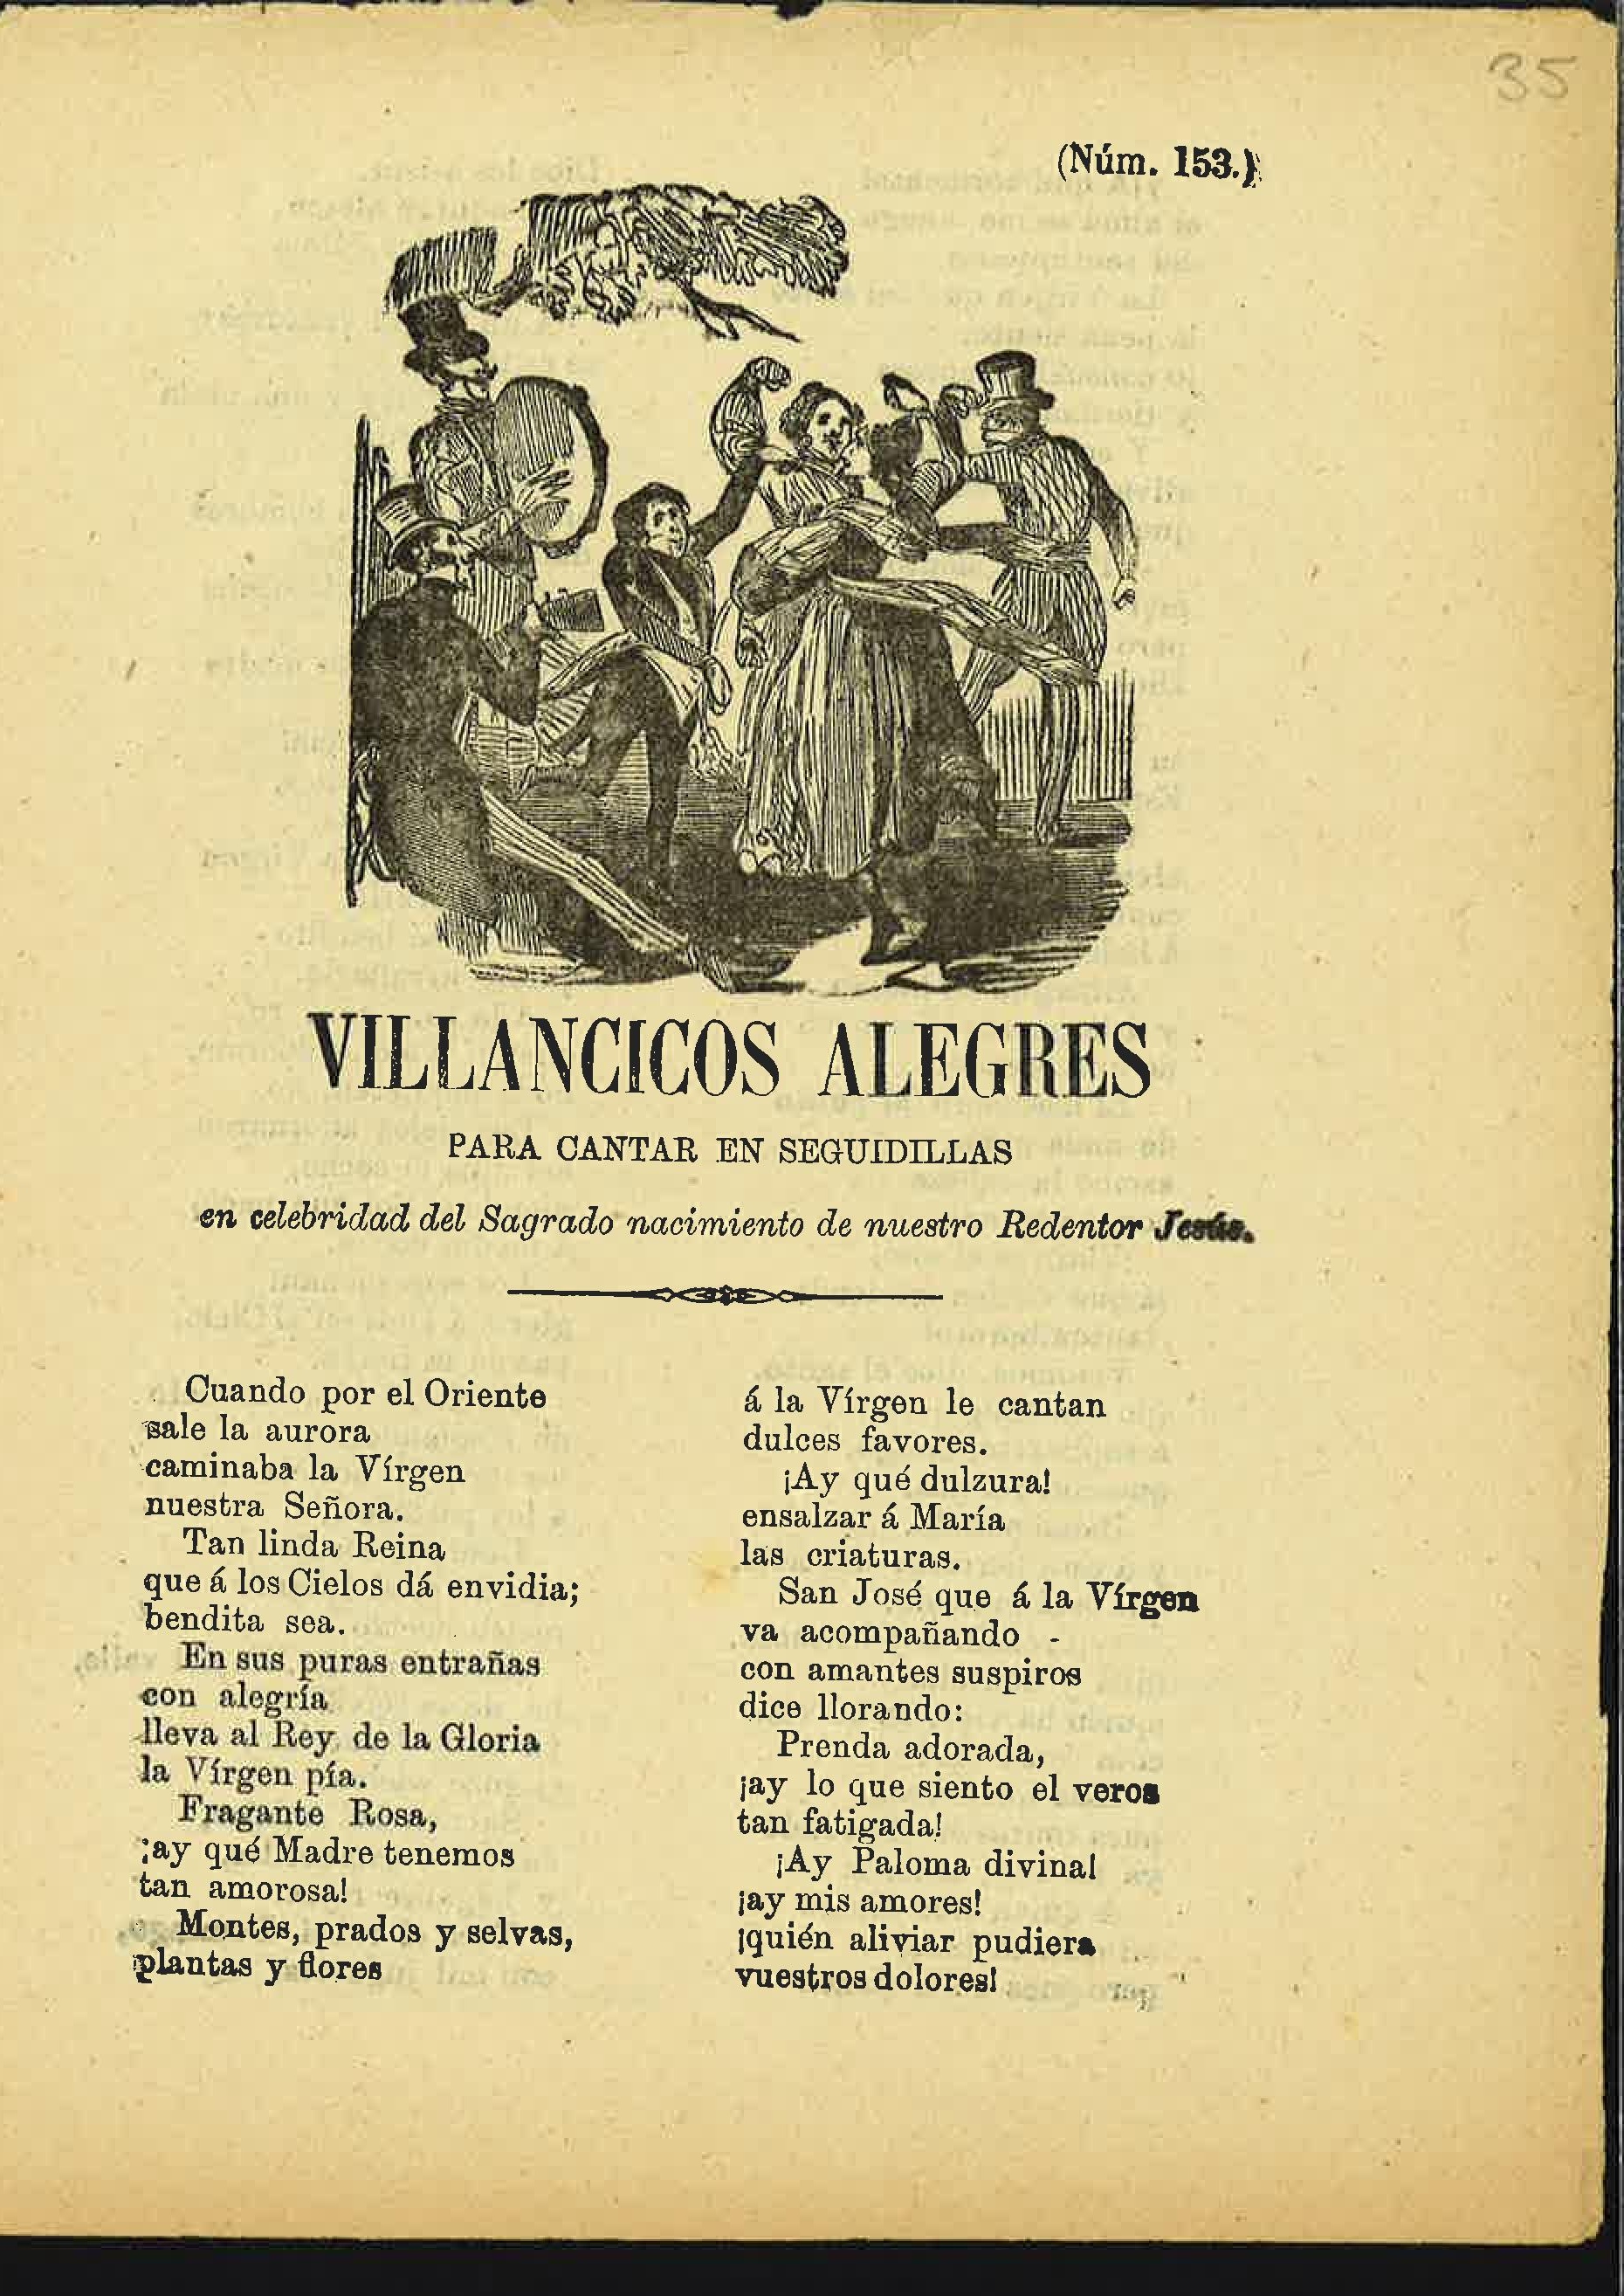 35
(Núm. 153.)
VILLANCICOS ALEGRES
PARA CANTAR EN SEGUIDILLAS
en celebridad del Sagrado nacimiento de nuestro Redentor Jesús.
Cuando por el Oriente
sale la aurora
caminaba la Vírgen
nuestra Señora.
Tan linda Reina
que á los Cielos dá envidia;
bendita sea.
En sus puras entrañas
con alegría
lleva al Rey de la Gloria
la Vírgen pía.
Fragante Rosa,
¡ay qué Madre tenemos
tan amorosa!
Montes, prados y selvas,
plantas y flores
á la Vírgen le cantan
dulces favores.
¡Ay qué dulzura!
ensalzar á María
las criaturas.
San José que á la Vírgen
va acompañando -
con amantes suspiros
dice llorando:
Prenda adorada,
¡ay lo que siento el veros
tan fatigada!
¡Ay Paloma divina!
¡ay mis amores!
¡quién aliviar pudiera
vuestros dolores!